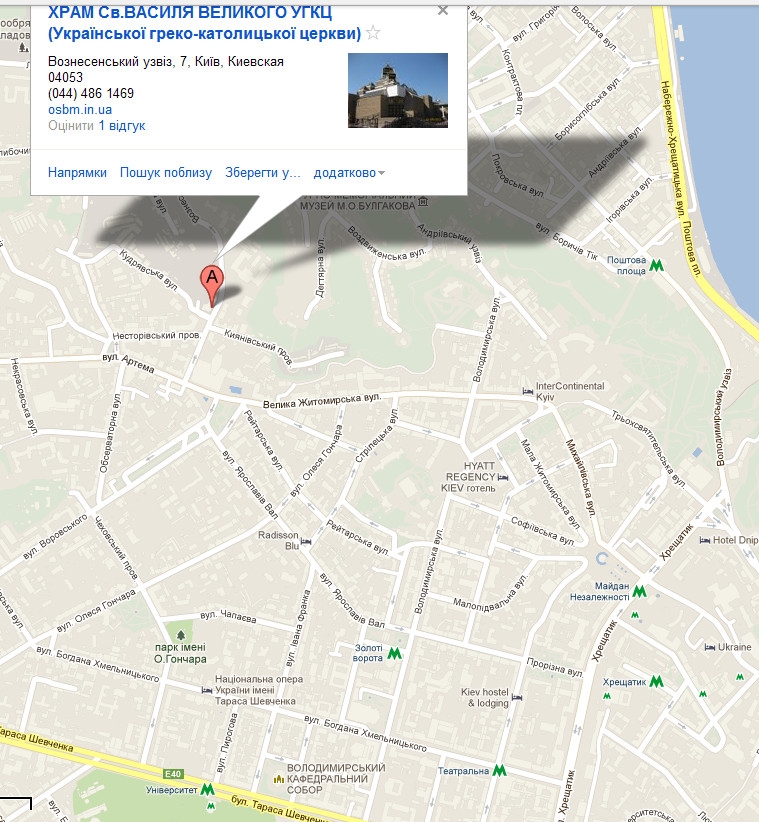 ХРАМ Св.ВАСИЛЯ ВЕЛИКОГО УГКЦ
(Української греко-католицької церкви)
Вознесенський узвіз, 7, Київ, Киевская
04053
(044) 486 1469
osbm.in.ua
Оцінити 1 відгук
Напрямки Пошук поблизу Зберегти у... додатково
Контрактова пл.
Борисоглібська вул.
Андріївська вул.
Покровська вул.
Ігорівська вул.
вул. Боричів Тік
Набережно-Хрещатицька вул.
Поштова пл.
Поштова
площа
МУЗЕЙ М.О.БУЛГАКОВА
Андріївський узвіз
Воздвиженська вул.
Дегтярна вул.
Кудрявська вул.
A
Несторівський пров.
Киянівський пров.
вул. Артема
Некрасовська вул.
Обсерваторна вул.
Велика Житомирська вул.
Володимирська вул.
InterContinental
Kyiv
Трьохсвятительська вул.
Володимирський узвіз
Рейтарська вул.
вул. Олеся Гончара
Стрілецька вул.
вул. Ярославів Вал
HYATT
REGENCY
KIEV готель
Мала Житомирська вул.
Михайлівська вул.
Софіївська вул.
вул. Воровського
Чеховський пров.
Radisson
Blu
Рейтарська вул.
Володимирська вул.
Хрещатик
Hotel Dnip
Майдан
Незалежності
Малопідвальна вул.
вул. Олеся Гончара
вул. Чапаєва
вул. Івана Франка
вул. Ярославів Вал
парк імені
О.Гончара
Золоті
ворота
Прорізна вул.
Хрещатик
Ukraine
Хрещатик
вул. Богдана Хмельницького
Національна опера
України імені
Тараса Шевченка
Kiev hostel
& lodging
вул. Богдана Хмельницького
вул. Пирогова
Тараса Шевченка
E40
ВОЛОДИМИРСЬКИЙ
КАФЕДРАЛЬНИЙ
СОБОР
Театральна
Університет
бул. Тараса Шевченка
Хрещатик вул.